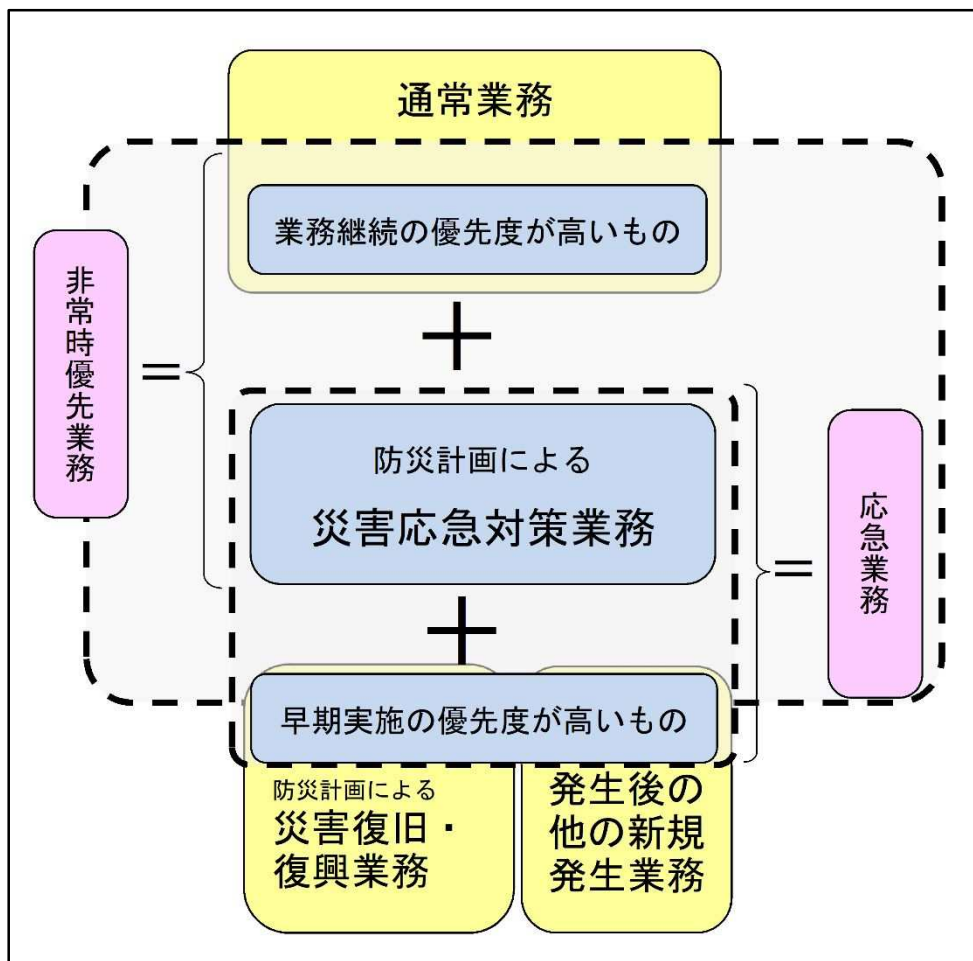 通常業務
業務継続の優先度が高いもの
＋
非常時優先業務
＝
防災計画による
災害応急対策業務
＝
応急業務
＋
早期実施の優先度が高いもの
防災計画による
災害復旧・
復興業務
発生後の
他の新規
発生業務